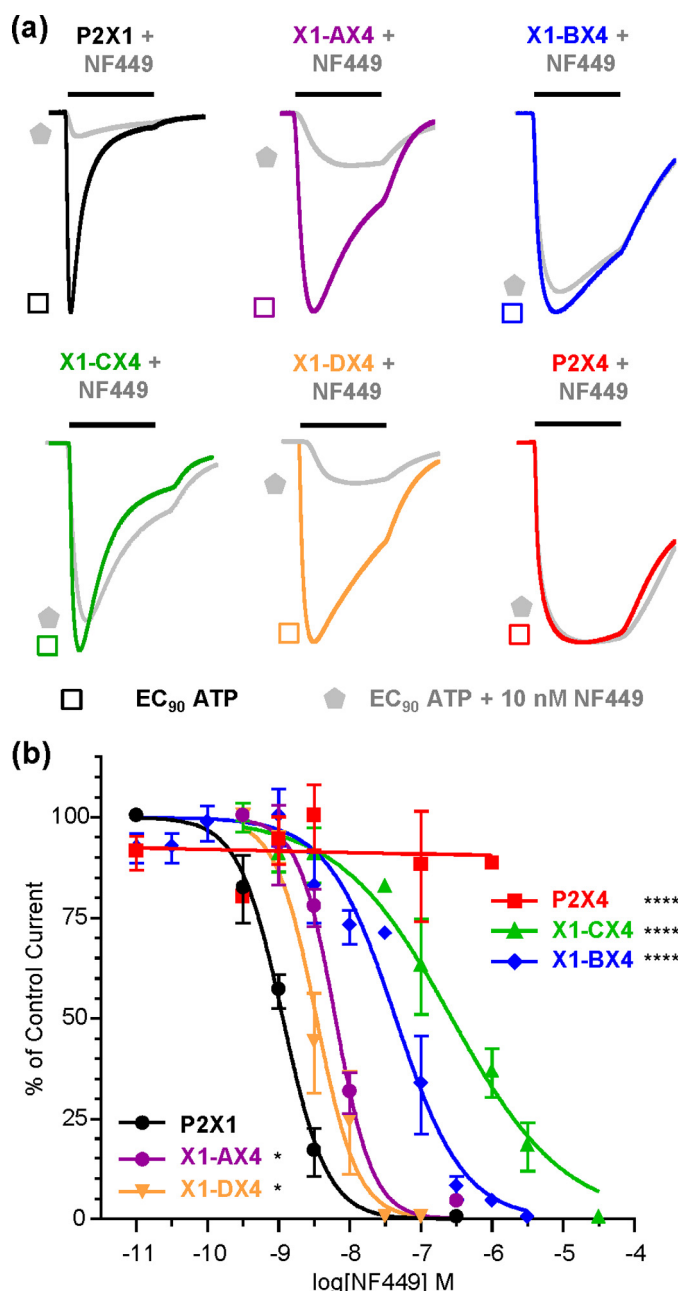 (a)
P2X1 +
NF449
X1-AX4 +
NF449
X1-BX4 +
NF449
X1-CX4 +
NF449
X1-DX4 +
NF449
P2X4 +
NF449
EC90 ATP
EC90 ATP + 10 nM NF449
(b)
% of Control Current
100
75
50
25
0
P2X4 ****
X1-CX4 ****
X1-BX4 ****
P2X1
X1-AX4 *
X1-DX4 *
-11 -10 -9 -8 -7 -6 -5 -4
log[NF449] M